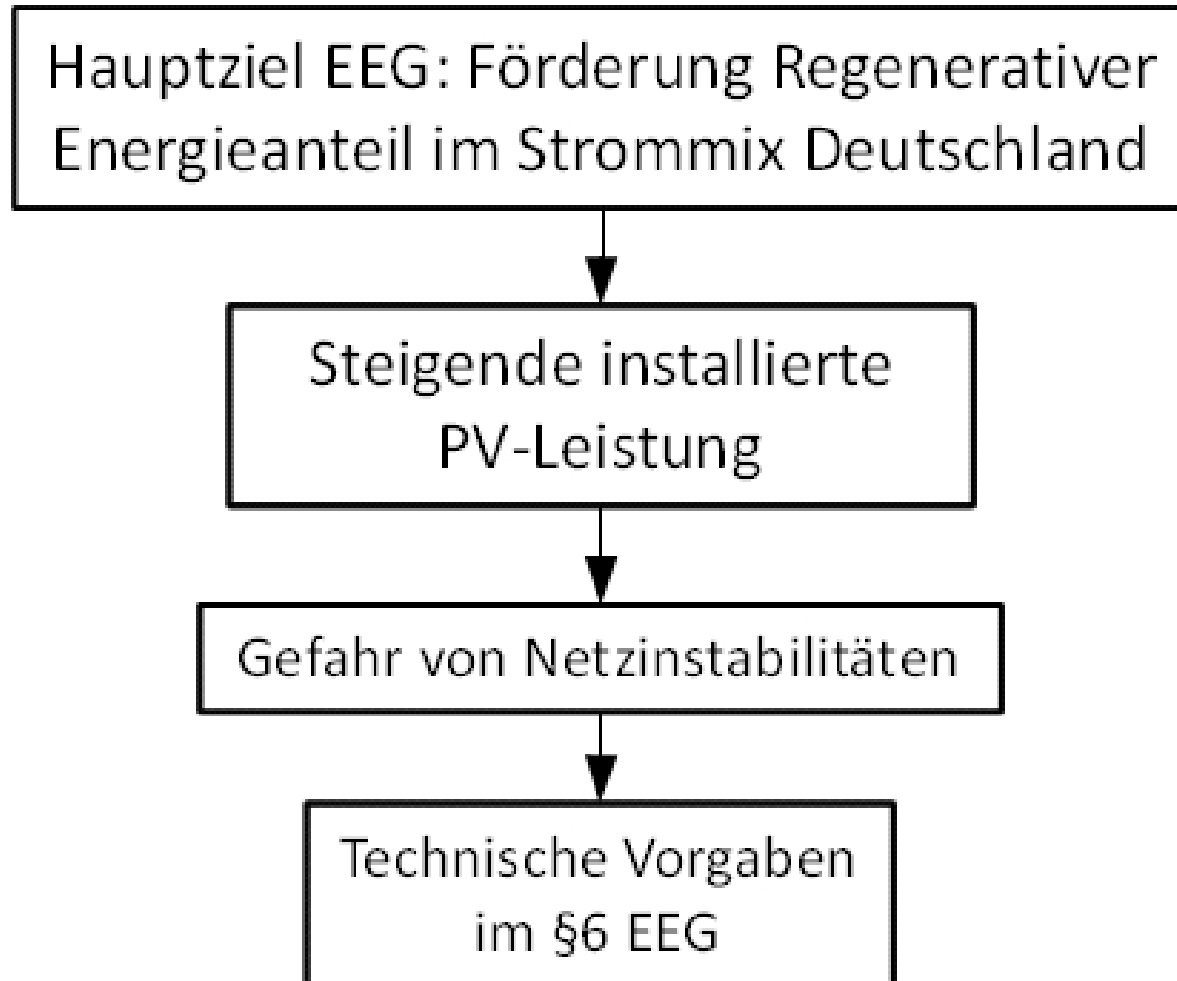 Hauptziel EEG: Förderung Regenerativer
Energieanteil im Strommix Deutschland
Steigende installierte
PV-Leistung
Gefahr von Netzinstabilitäten
Technische Vorgaben
im §6 EEG